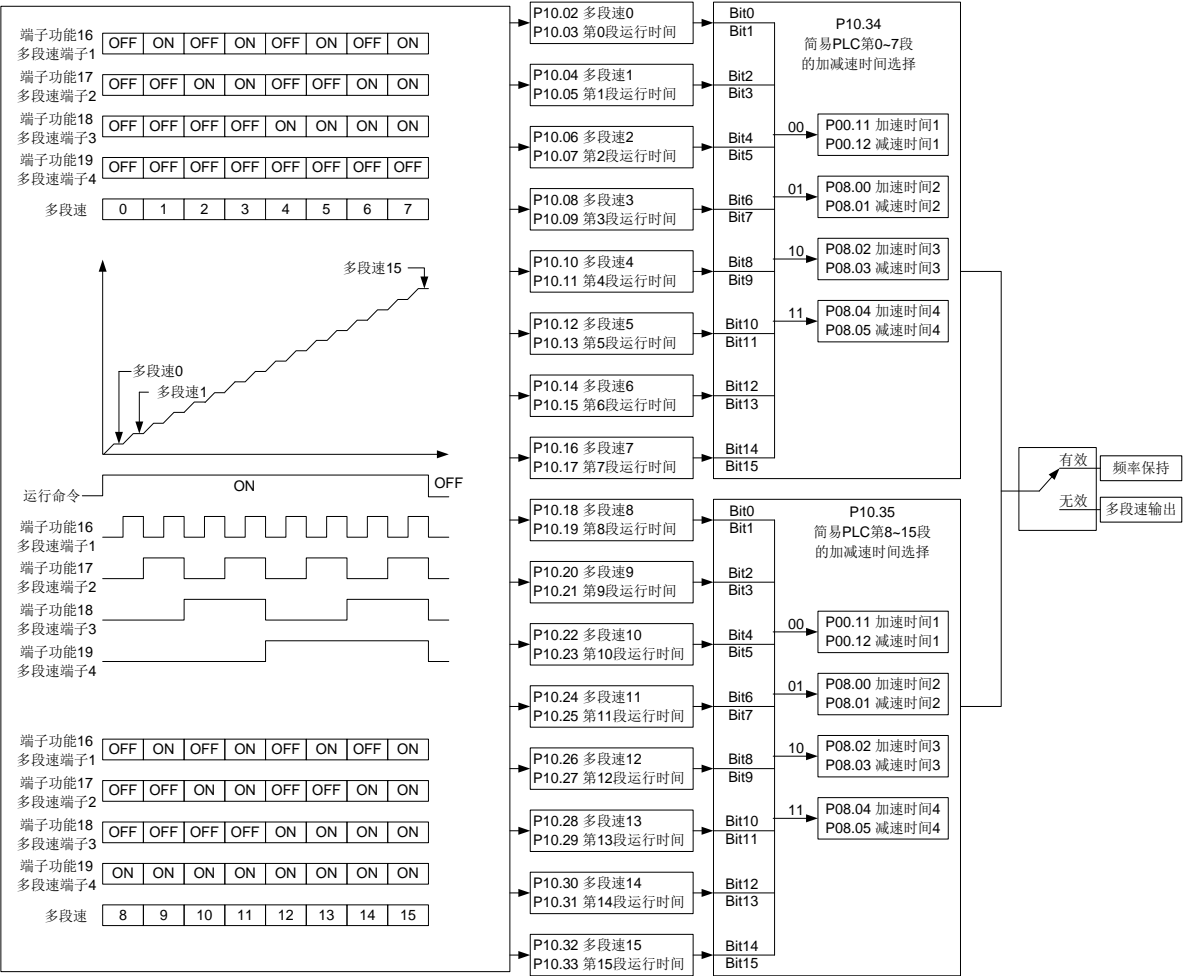 端子功能16
多段速端子1
OFF ON OFF ON OFF ON OFF ON
端子功能17
多段速端子2
OFF OFF ON ON OFF OFF ON ON
端子功能18
多段速端子3
OFF OFF OFF OFF ON ON ON ON
端子功能19
多段速端子4
OFF OFF OFF OFF OFF OFF OFF OFF
多段速 0 1 2 3 4 5 6 7
多段速15
多段速0
多段速1
运行命令
ON
OFF
端子功能16
多段速端子1
端子功能17
多段速端子2
端子功能18
多段速端子3
端子功能19
多段速端子4
端子功能16
多段速端子1
OFF ON OFF ON OFF ON OFF ON
端子功能17
多段速端子2
OFF OFF ON ON OFF OFF ON ON
端子功能18
多段速端子3
OFF OFF OFF OFF ON ON ON ON
端子功能19
多段速端子4
ON ON ON ON ON ON ON ON
多段速 8 9 10 11 12 13 14 15
P10.02 多段速0
P10.03 第0段运行时间
P10.04 多段速1
P10.05 第1段运行时间
P10.06 多段速2
P10.07 第2段运行时间
P10.08 多段速3
P10.09 第3段运行时间
P10.10 多段速4
P10.11 第4段运行时间
P10.12 多段速5
P10.13 第5段运行时间
P10.14 多段速6
P10.15 第6段运行时间
P10.16 多段速7
P10.17 第7段运行时间
P10.18 多段速8
P10.19 第8段运行时间
P10.20 多段速9
P10.21 第9段运行时间
P10.22 多段速10
P10.23 第10段运行时间
P10.24 多段速11
P10.25 第11段运行时间
P10.26 多段速12
P10.27 第12段运行时间
P10.28 多段速13
P10.29 第13段运行时间
P10.30 多段速14
P10.31 第14段运行时间
P10.32 多段速15
P10.33 第15段运行时间
Bit0
Bit1
Bit2
Bit3
Bit4
Bit5
Bit6
Bit7
Bit8
Bit9
Bit10
Bit11
Bit12
Bit13
Bit14
Bit15
P10.34
简易PLC第0~7段
的加减速时间选择
00
P00.11 加速时间1
P00.12 减速时间1
01
P08.00 加速时间2
P08.01 减速时间2
10
P08.02 加速时间3
P08.03 减速时间3
11
P08.04 加速时间4
P08.05 减速时间4
Bit0
Bit1
Bit2
Bit3
Bit4
Bit5
Bit6
Bit7
Bit8
Bit9
Bit10
Bit11
Bit12
Bit13
Bit14
Bit15
P10.35
简易PLC第8~15段
的加减速时间选择
00
P00.11 加速时间1
P00.12 减速时间1
01
P08.00 加速时间2
P08.01 减速时间2
10
P08.02 加速时间3
P08.03 减速时间3
11
P08.04 加速时间4
P08.05 减速时间4
有效
频率保持
无效
多段速输出